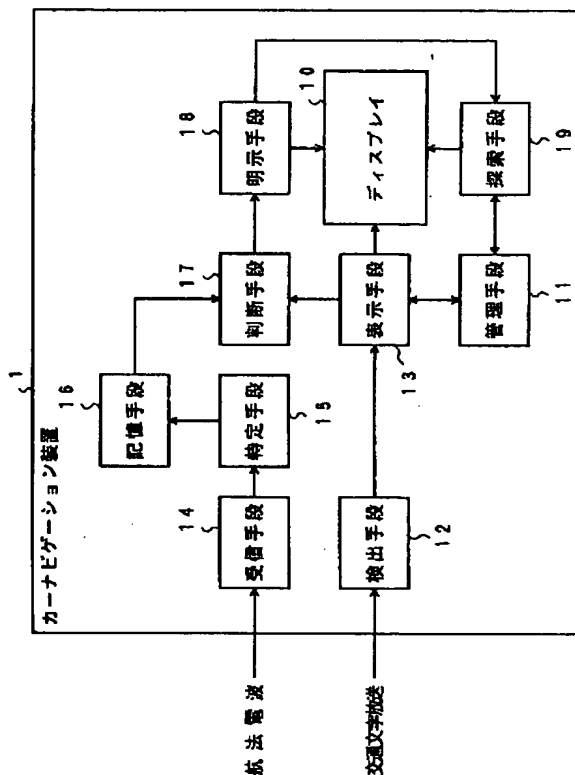 1
カーナビゲーション装置
16
記憶手段
17
判断手段
18
明示手段
10
ディスプレイ
14
受信手段
特定手段
15
航法電波
検出手段
12
表示手段
13
管理手段
11
探索手段
19
交通文字放送